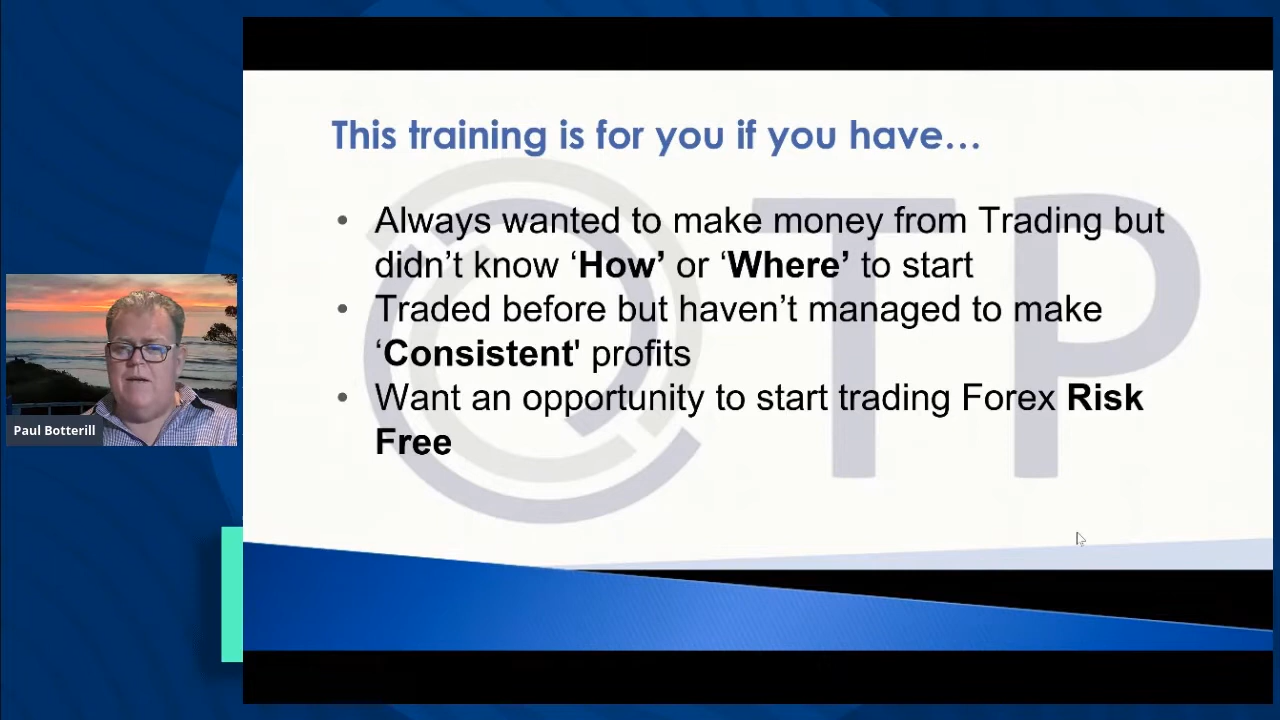 This training is for you if you have...
• Always wanted to make money from Trading but
didn’t know ‘How’ or ‘Where’ to start
• Traded before but haven’t managed to make
‘Consistent' profits
• Want an opportunity to start trading Forex Risk
Free
TP
Paul Botterill